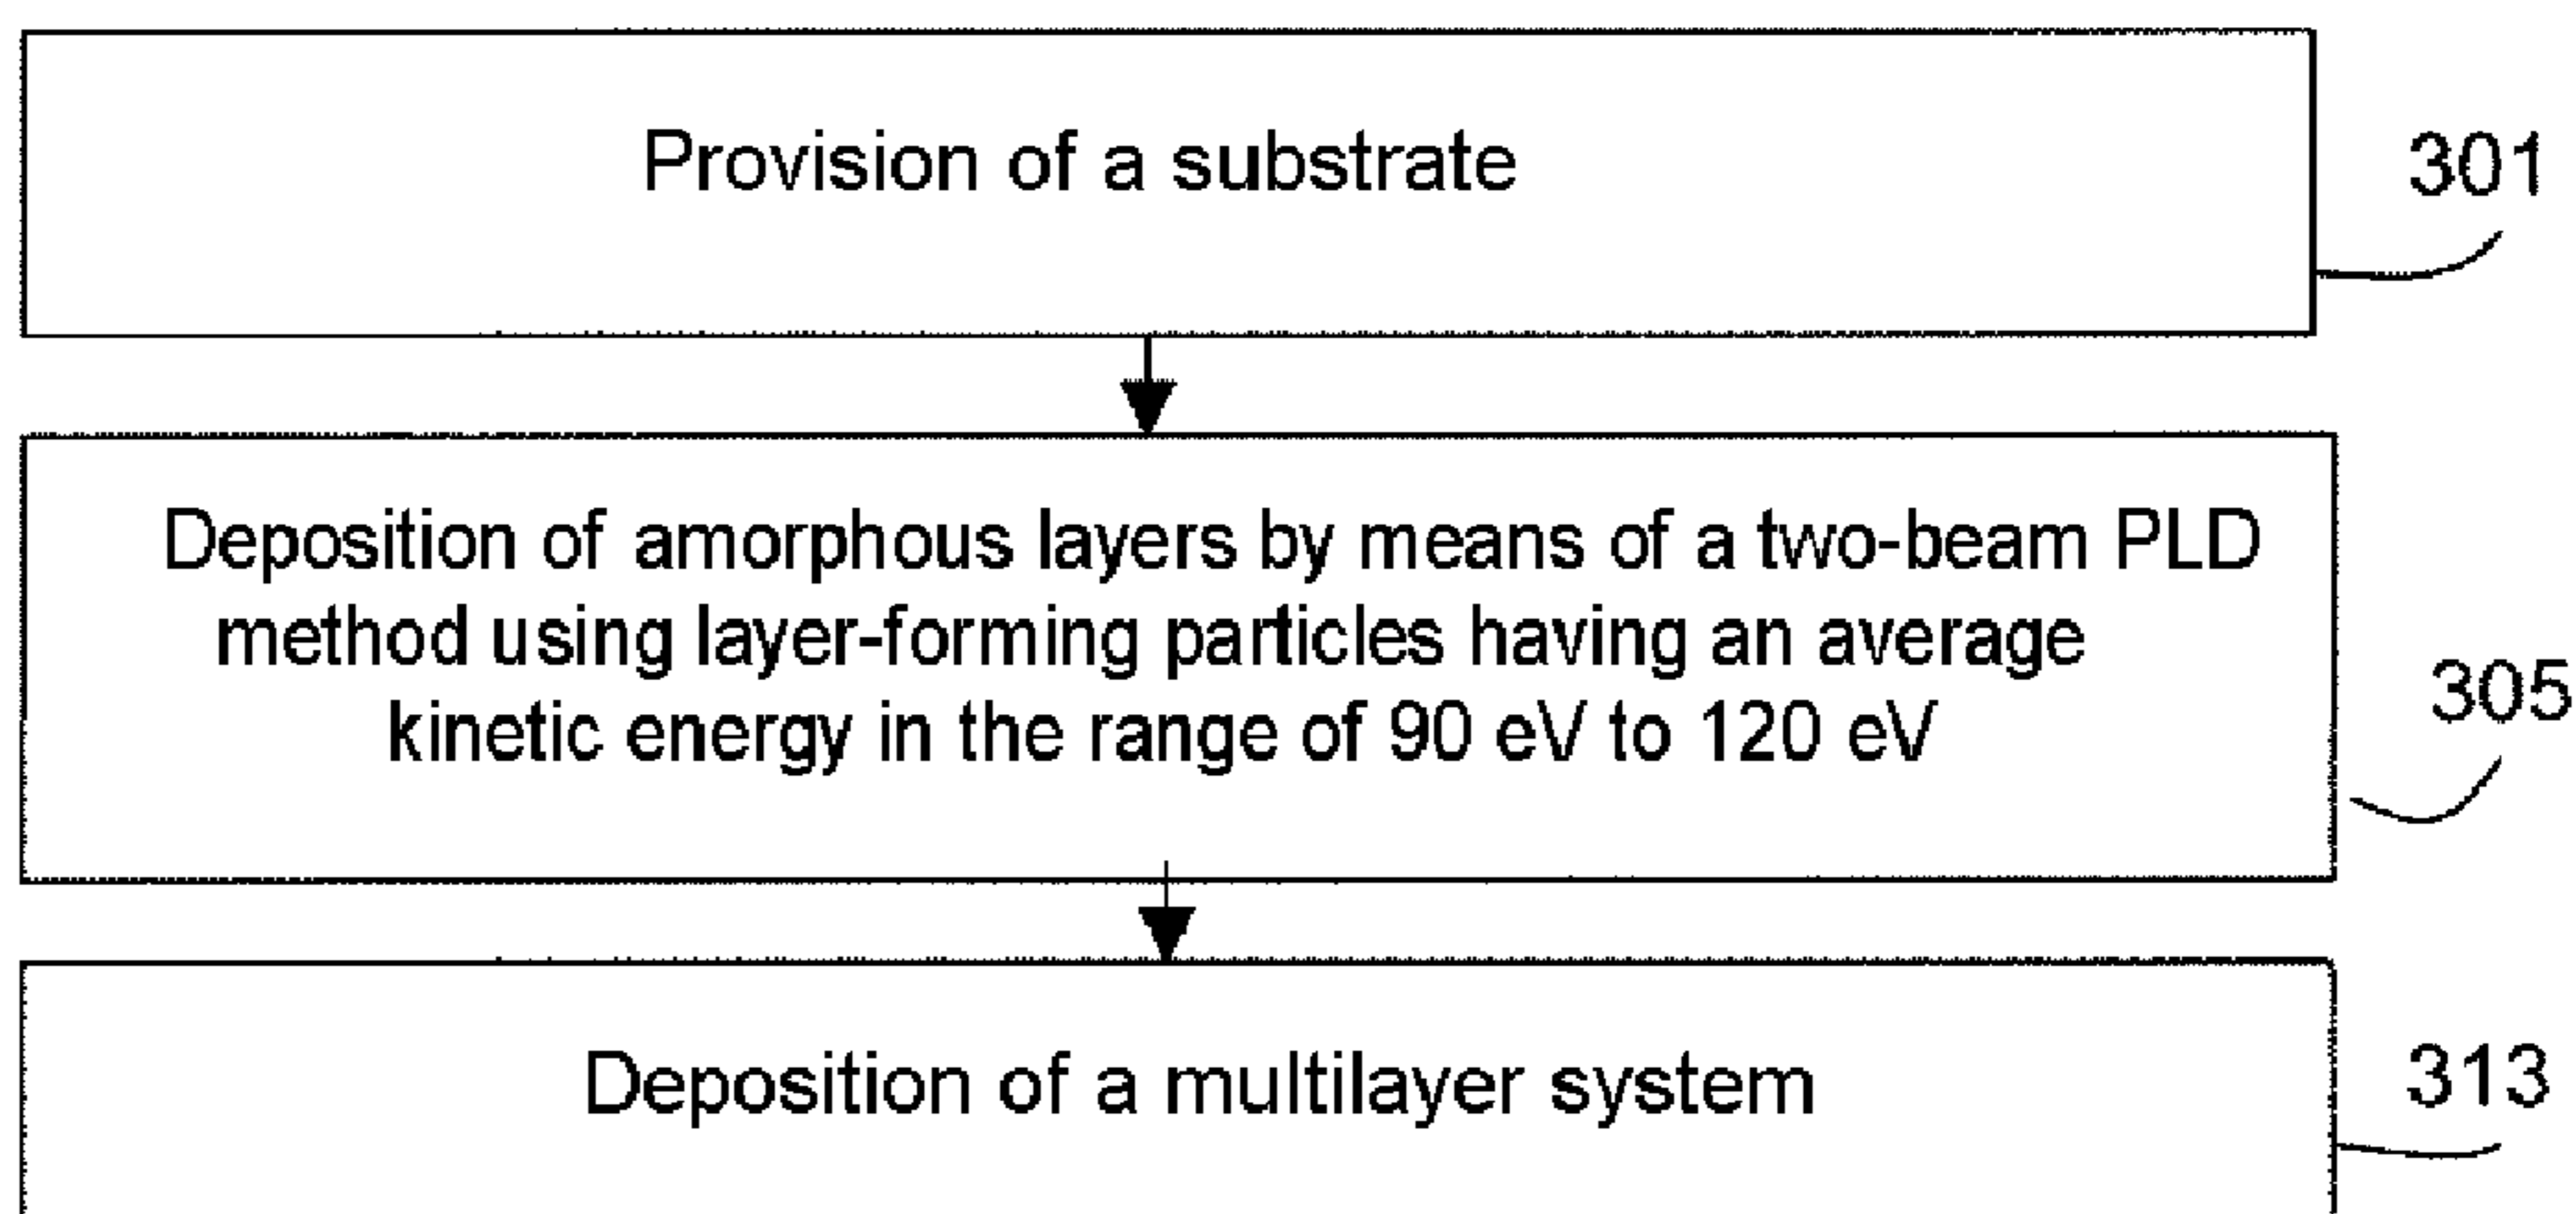 Provision of a substrate
301
Deposition of amorphous layers by means of a two-beam PLD
method using layer-forming particles having an average
kinetic energy in the range of 90 eV to 120 eV
305
Deposition of a multilayer system
313